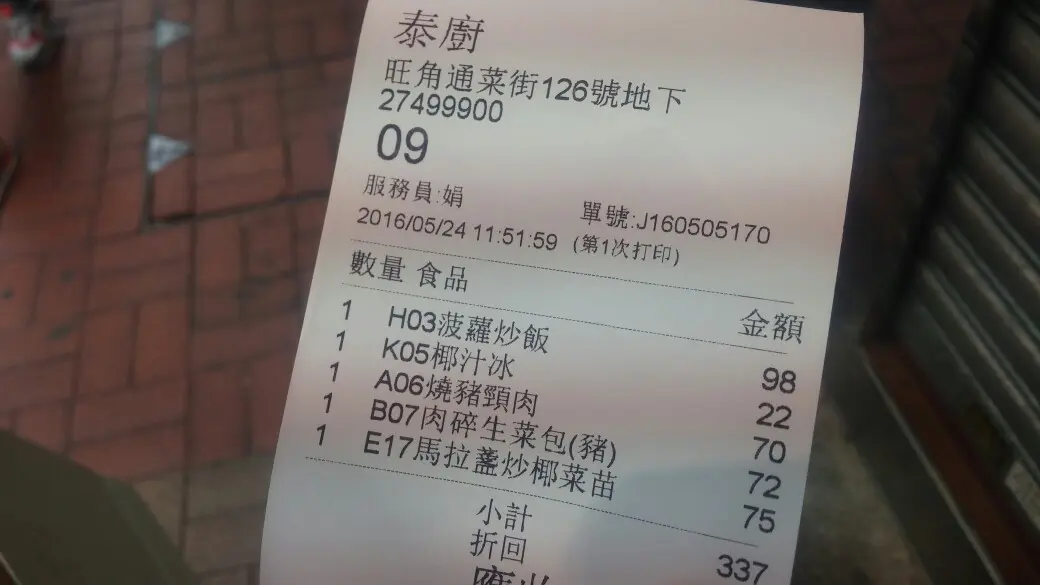 泰廚
旺角通菜街126號地下
27499900
09
服務員:娟 單號:J160505170
2016/05/24 11:51:59 (第1次打印)
數量 食品 金額
1 H03菠蘿炒飯 98
1 K05椰汁冰 22
1 A06燒豬頸肉 70
1 B07肉碎生菜包(豬) 72
1 E17馬拉盞炒椰菜苗 75
小計 337
折回